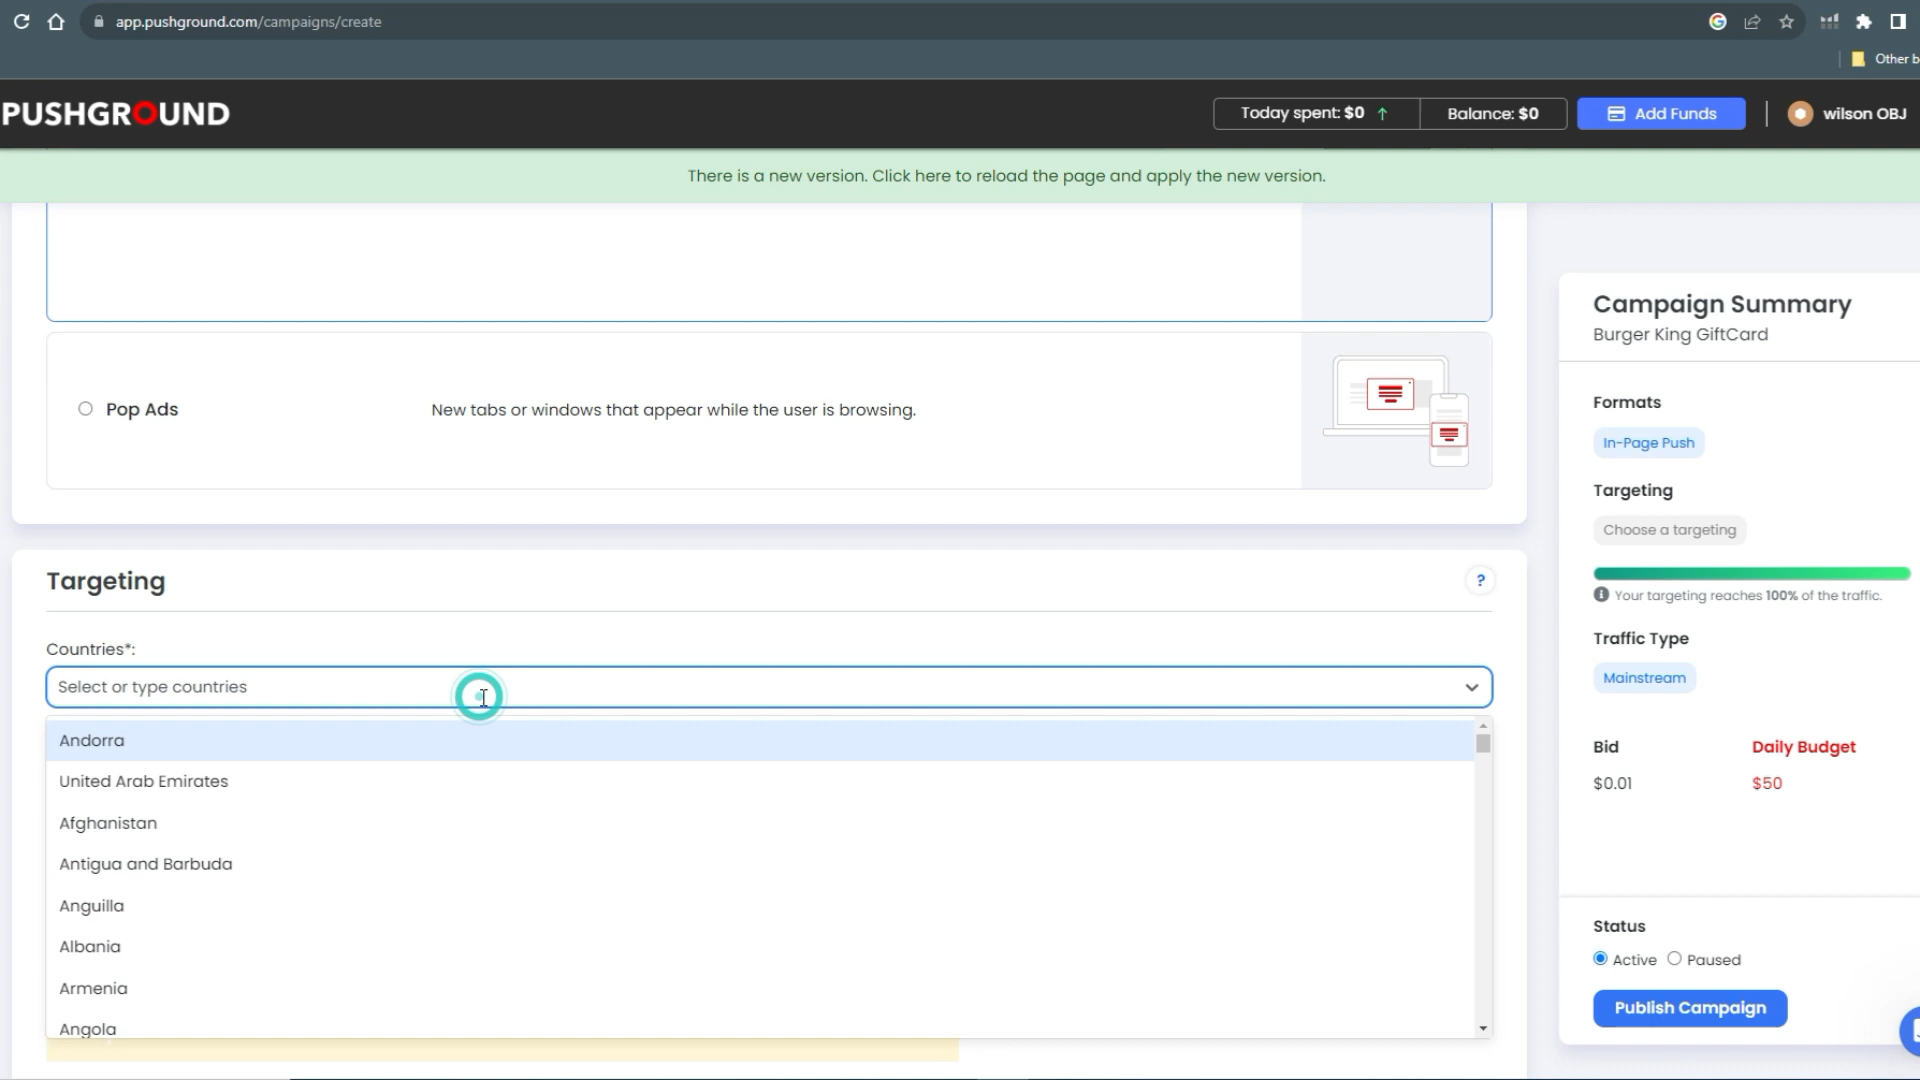 app.pushground.com/campaigns/create
Other b
PUSHGROUND
Today spent: $0 ↑
Balance: $0
Add Funds
wilson OBJ
There is a new version. Click here to reload the page and apply the new version.
Pop Ads
New tabs or windows that appear while the user is browsing.
Targeting
?
Countries*:
Select or type countries
Andorra
United Arab Emirates
Afghanistan
Antigua and Barbuda
Anguilla
Albania
Armenia
Angola
Campaign Summary
Burger King GiftCard
Formats
In-Page Push
Targeting
Choose a targeting
Your targeting reaches 100% of the traffic.
Traffic Type
Mainstream
Bid
Daily Budget
$0.01
$50
Status
Active
Paused
Publish Campaign